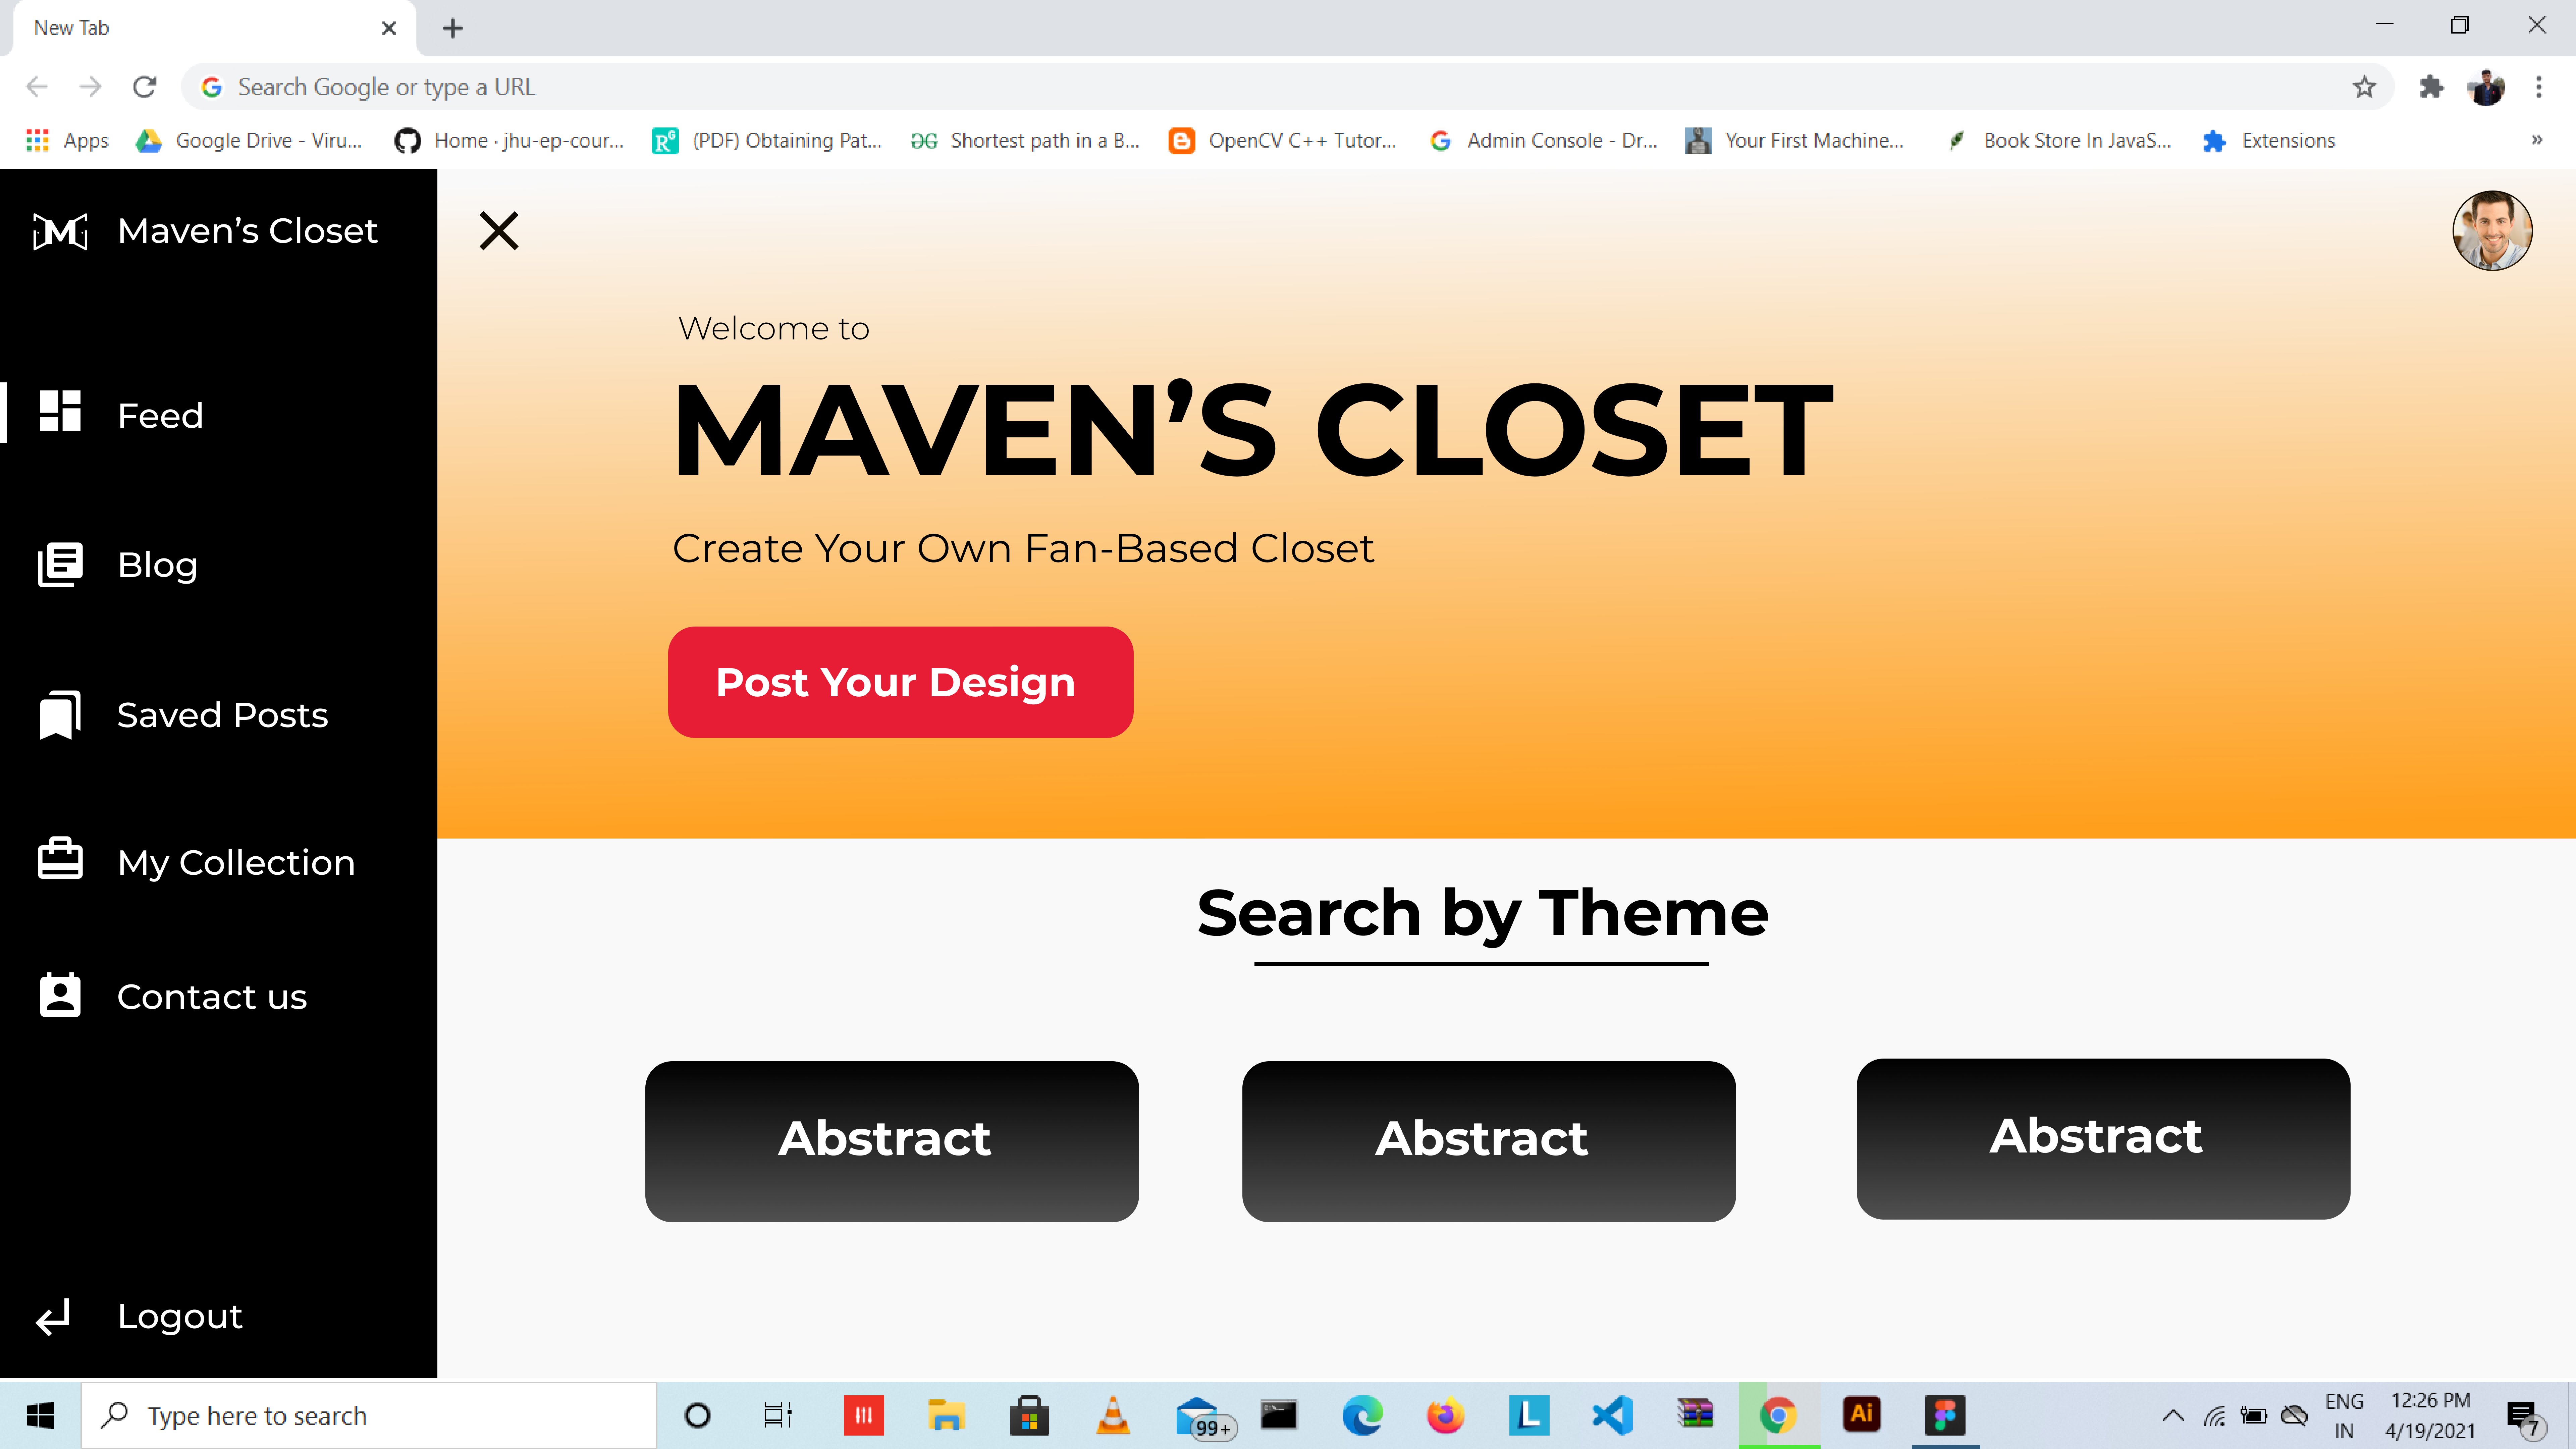 New Tab
Search Google or type a URL
Apps
Google Drive - Viru...
Home · jhu-ep-cour...
(PDF) Obtaining Pat...
Shortest path in a B...
OpenCV C++ Tutor...
Admin Console - Dr...
Your First Machine...
Book Store In JavaS...
Extensions
»
M Maven’s Closet
Welcome to
MAVEN’S CLOSET
Feed
Create Your Own Fan-Based Closet
Blog
Post Your Design
Saved Posts
My Collection
Search by Theme
Contact us
Abstract
Abstract
Abstract
Logout
Type here to search
99+
L
Ai
ENG
IN
12:26 PM
4/19/2021
7